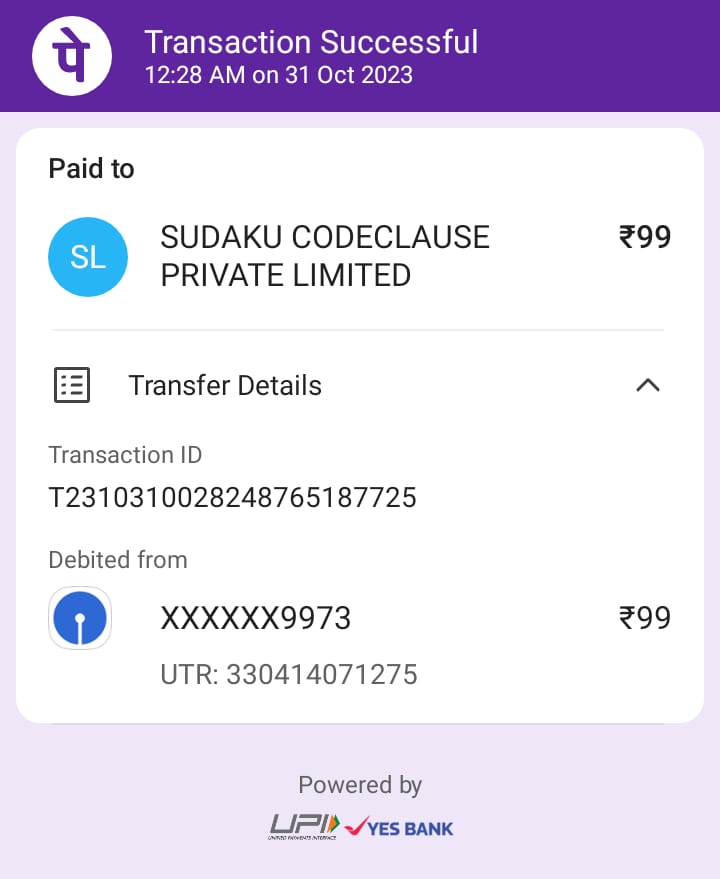 पे
Transaction Successful
12:28 AM on 31 Oct 2023
Paid to
SL
SUDAKU CODECLAUSE
PRIVATE LIMITED
₹99
Transfer Details
Transaction ID
T2310310028248765187725
Debited from
XXXXXX9973
₹99
UTR: 330414071275
Powered by
UPI
UNIFIED PAYMENTS INTERFACE
YES BANK